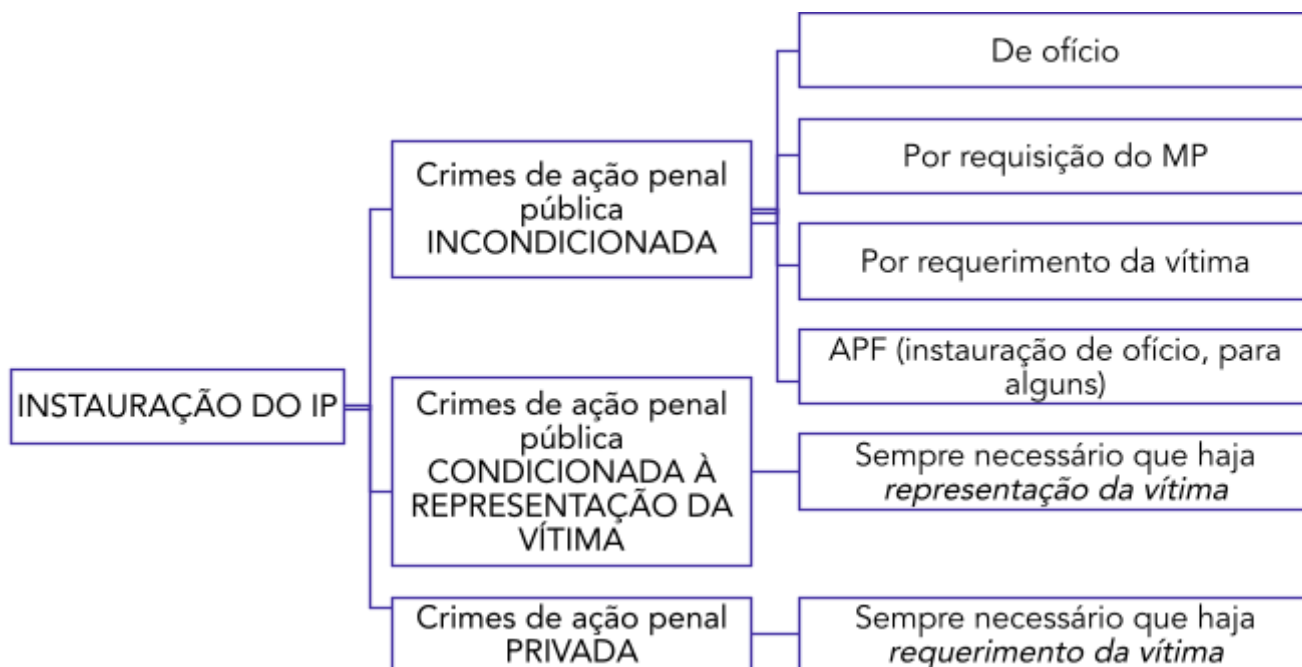 INSTAURAÇÃO DO IP
Crimes de ação penal
pública
INCONDICIONADA
De ofício
Por requisição do MP
Por requerimento da vítima
APF (instauração de ofício, para
alguns)
Crimes de ação penal
pública
CONDICIONADA À
REPRESENTAÇÃO DA
VÍTIMA
Sempre necessário que haja
representação da vítima
Crimes de ação penal
PRIVADA
Sempre necessário que haja
requerimento da vítima